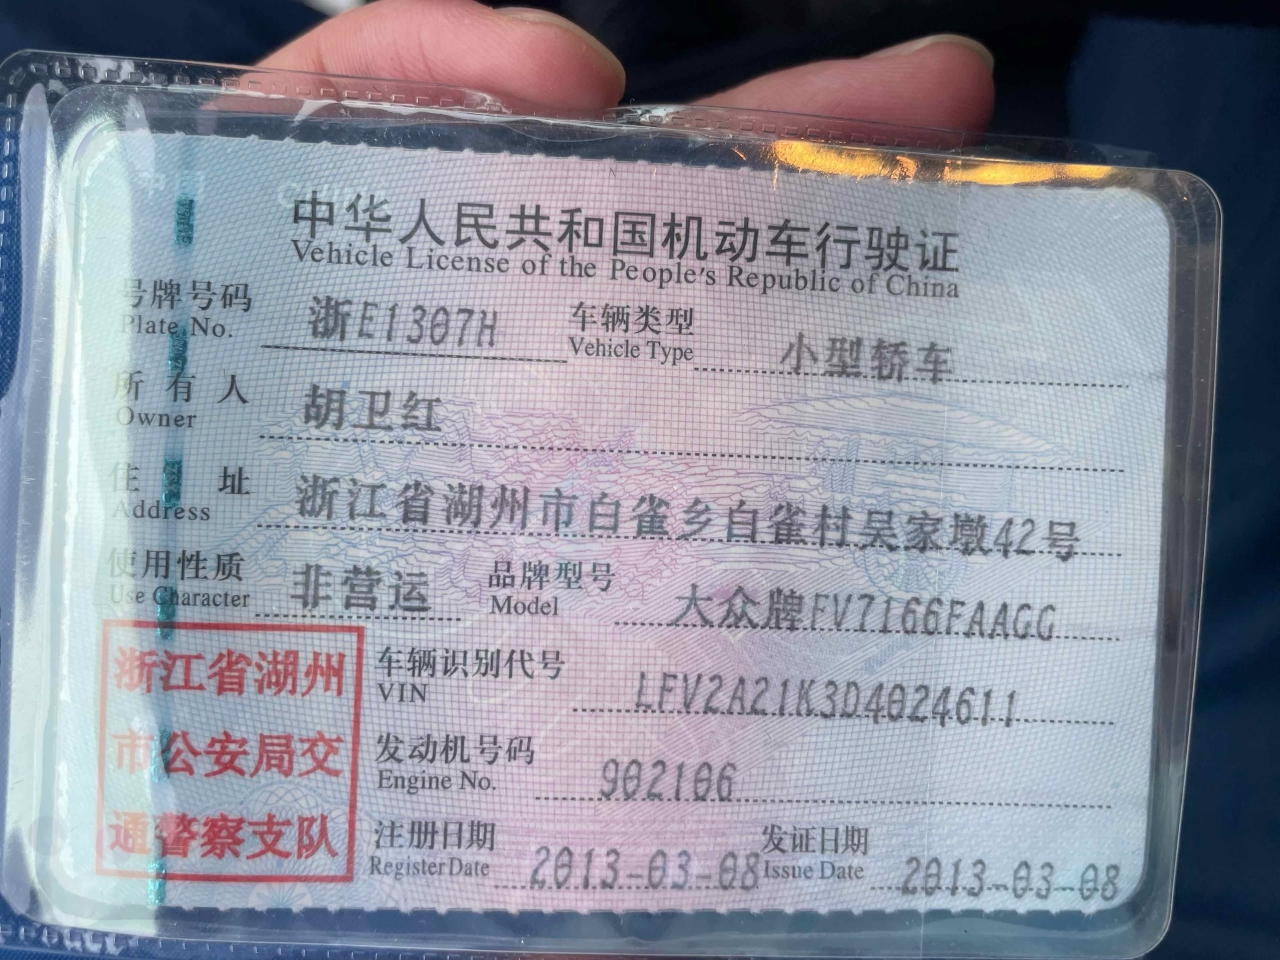 中华人民共和国机动车行驶证
Vehicle License of the People's Republic of China
号牌号码 浙E1307H 车辆类型 小型轿车
Plate No. Vehicle Type
所有人 胡卫红
Owner
住址 浙江省湖州市白雀乡白雀村吴家墩42号
Address
使用性质 非营运 品牌型号 大众牌FV7166FAAGG
Use Character Model
浙江省湖州
市公安局交
通警察支队
车辆识别代号 LFV2A21K3D4024611
VIN
发动机号码 902106
Engine No.
注册日期 2013-03-08 发证日期 2013-03-08
Register Date Issue Date